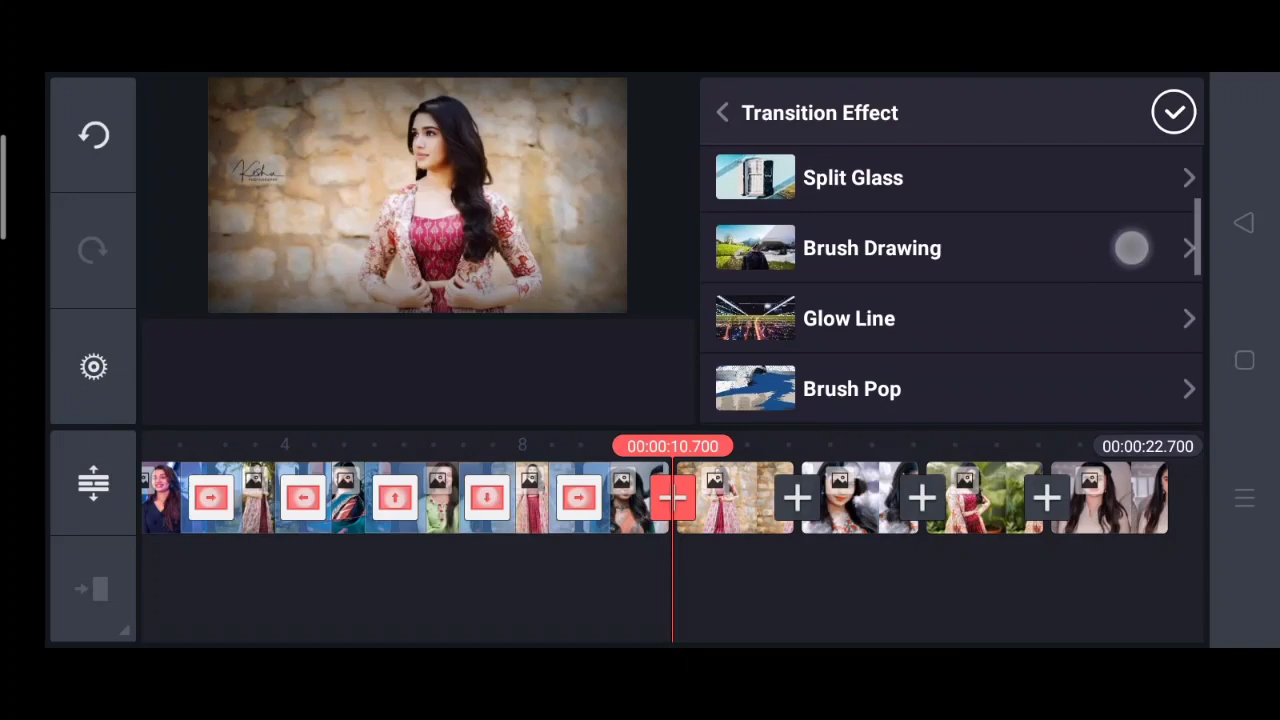 Transition Effect
Split Glass
Brush Drawing
Glow Line
Brush Pop
4
8
00:00:10.700
00:00:22.700